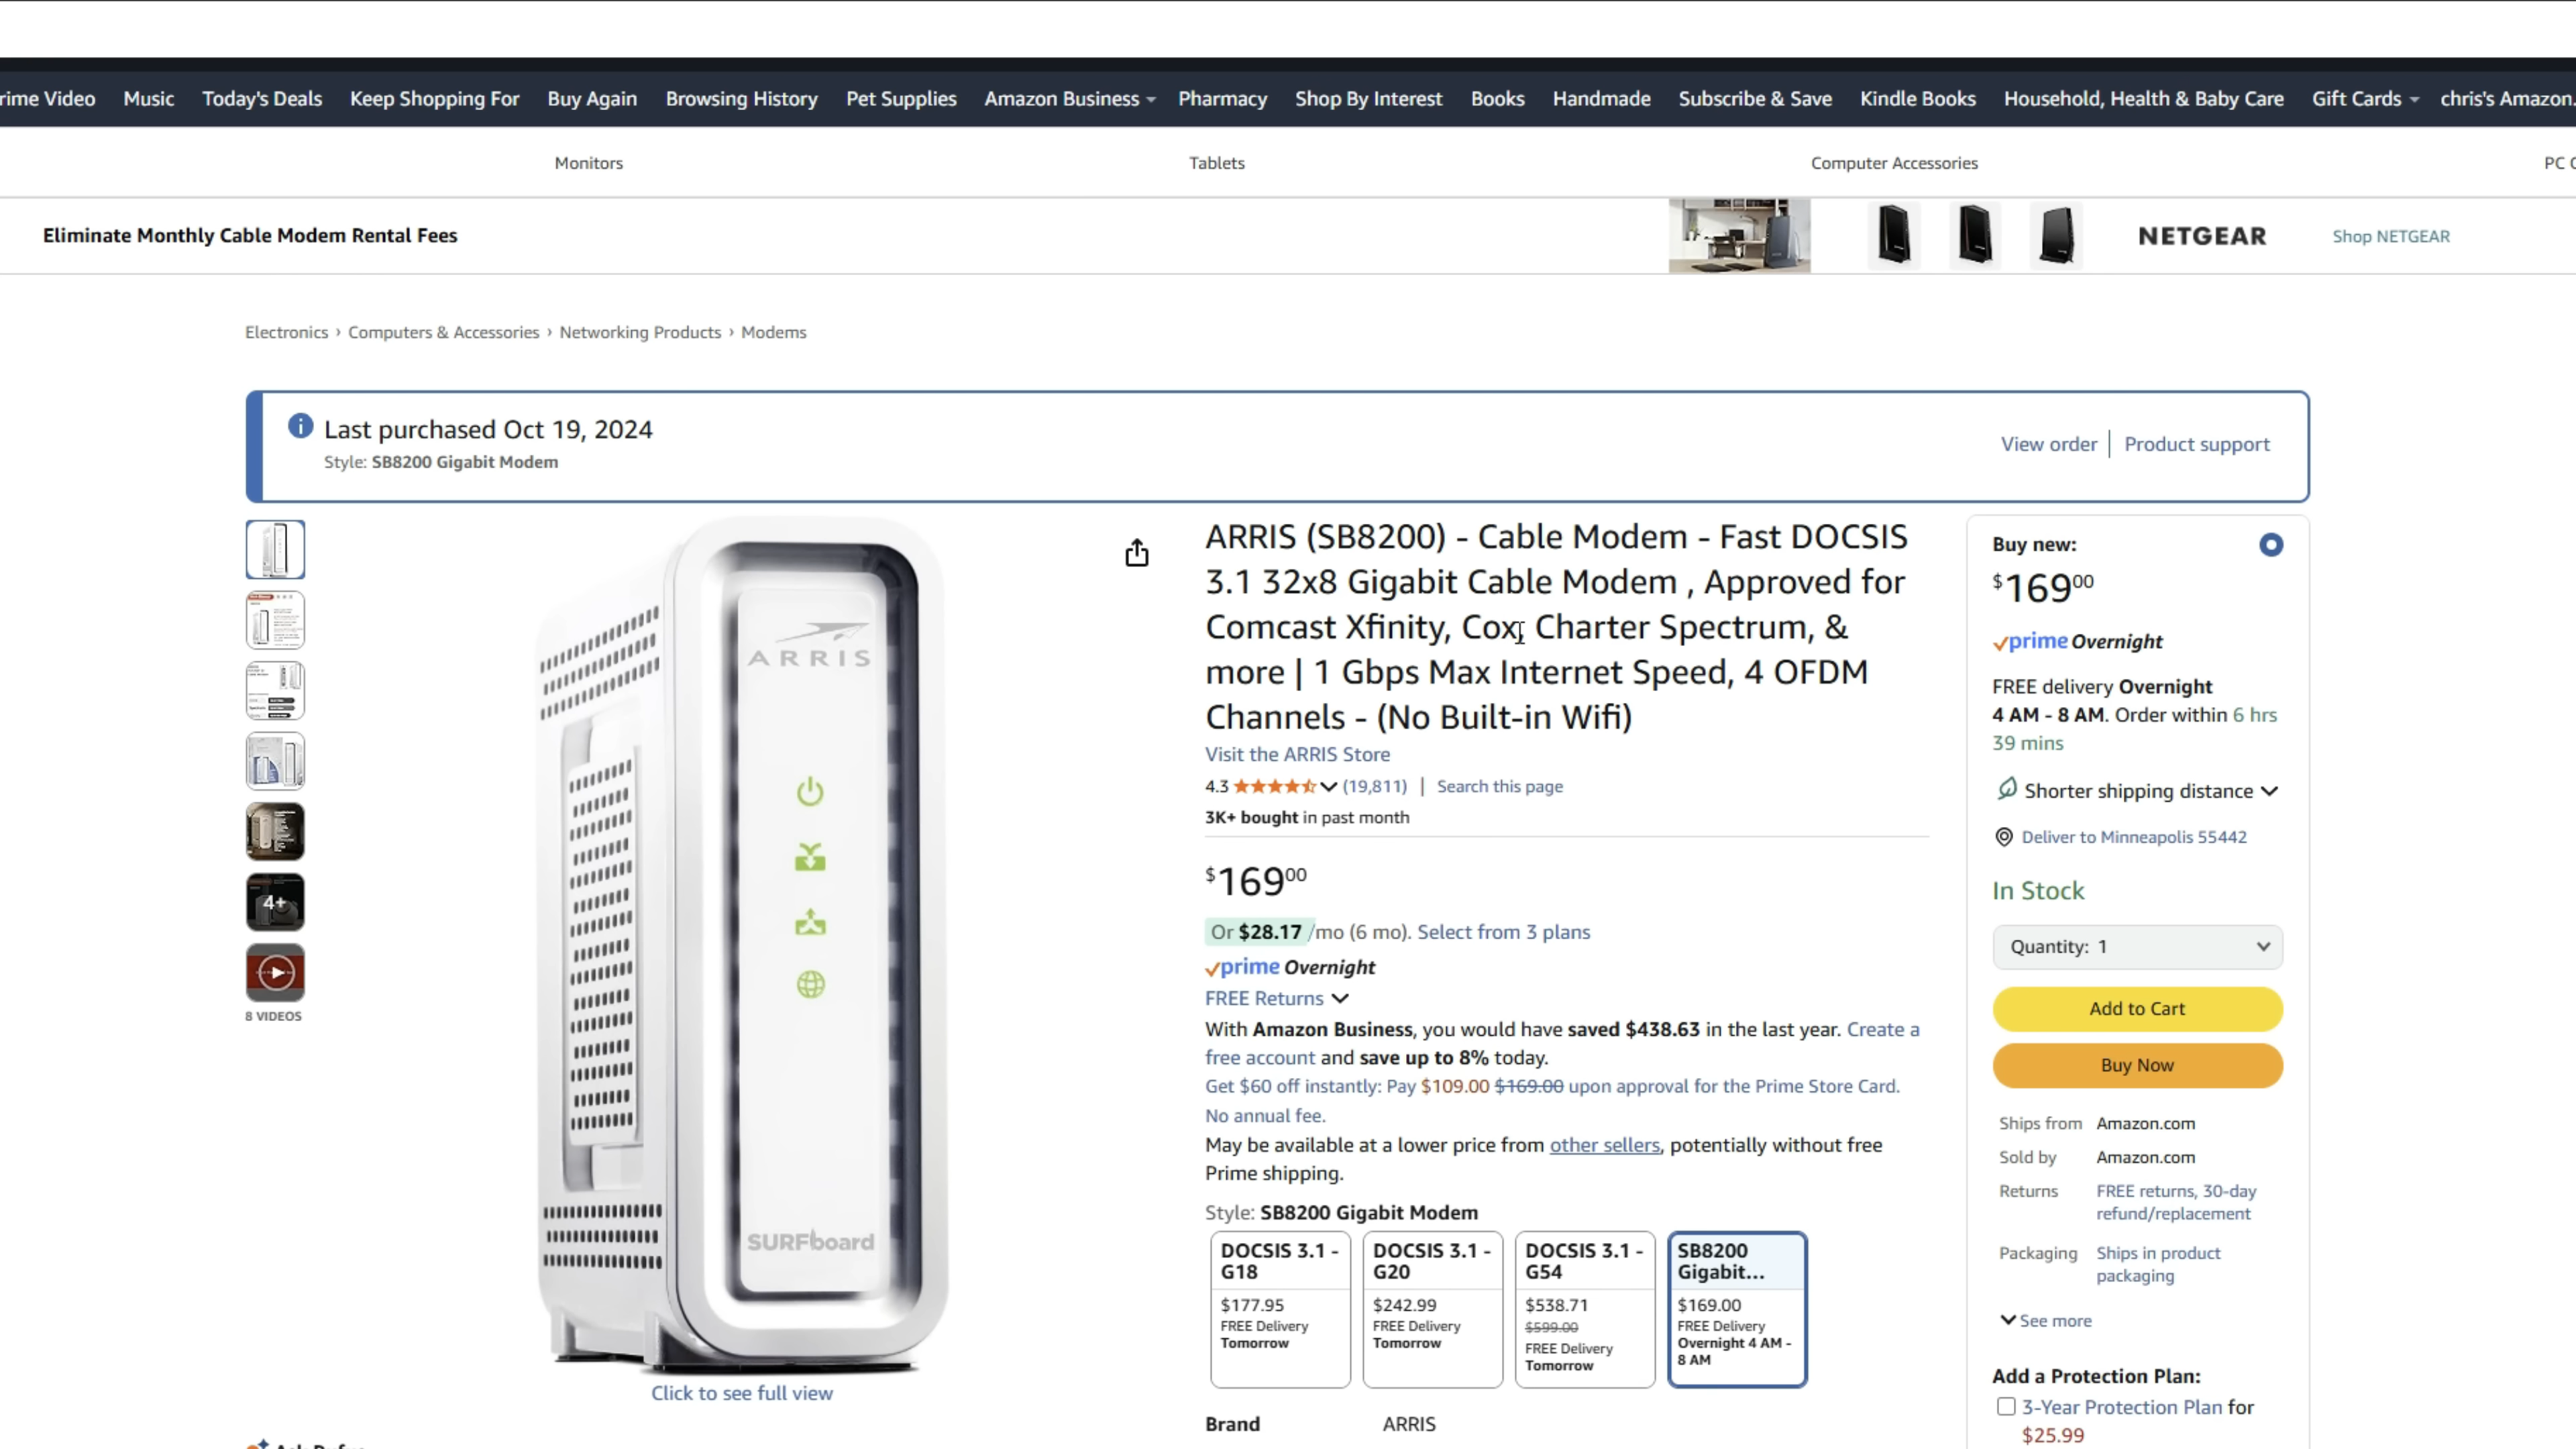 rime Video Music Today's Deals Keep Shopping For Buy Again Browsing History Pet Supplies Amazon Business Pharmacy Shop By Interest Books Handmade Subscribe & Save Kindle Books Household, Health & Baby Care Gift Cards chris's Amazon.
Monitors Tablets Computer Accessories PC
Eliminate Monthly Cable Modem Rental Fees NETGEAR Shop NETGEAR
Electronics › Computers & Accessories › Networking Products › Modems
Last purchased Oct 19, 2024
Style: SB8200 Gigabit Modem
View order | Product support
ARRIS
SURFboard
4+
8 VIDEOS
Click to see full view
ARRIS (SB8200) - Cable Modem - Fast DOCSIS
3.1 32x8 Gigabit Cable Modem , Approved for
Comcast Xfinity, Cox, Charter Spectrum, &
more | 1 Gbps Max Internet Speed, 4 OFDM
Channels - (No Built-in Wifi)
Visit the ARRIS Store
4.3 (19,811) | Search this page
3K+ bought in past month
$16900
Or $28.17 /mo (6 mo). Select from 3 plans
prime Overnight
FREE Returns
With Amazon Business, you would have saved $438.63 in the last year. Create a
free account and save up to 8% today.
Get $60 off instantly: Pay $109.00 $169.00 upon approval for the Prime Store Card.
No annual fee.
May be available at a lower price from other sellers, potentially without free
Prime shipping.
Style: SB8200 Gigabit Modem
DOCSIS 3.1 -
G18
$177.95
FREE Delivery
Tomorrow
DOCSIS 3.1 -
G20
$242.99
FREE Delivery
Tomorrow
DOCSIS 3.1 -
G54
$538.71
$599.00
FREE Delivery
Tomorrow
SB8200
Gigabit...
$169.00
FREE Delivery
Overnight 4 AM -
8 AM
Brand ARRIS
Buy new:
$16900
prime Overnight
FREE delivery Overnight
4 AM - 8 AM. Order within 6 hrs
39 mins
Shorter shipping distance
Deliver to Minneapolis 55442
In Stock
Quantity: 1
Add to Cart
Buy Now
Ships from Amazon.com
Sold by Amazon.com
Returns FREE returns, 30-day
refund/replacement
Packaging Ships in product
packaging
See more
Add a Protection Plan:
3-Year Protection Plan for
$25.99